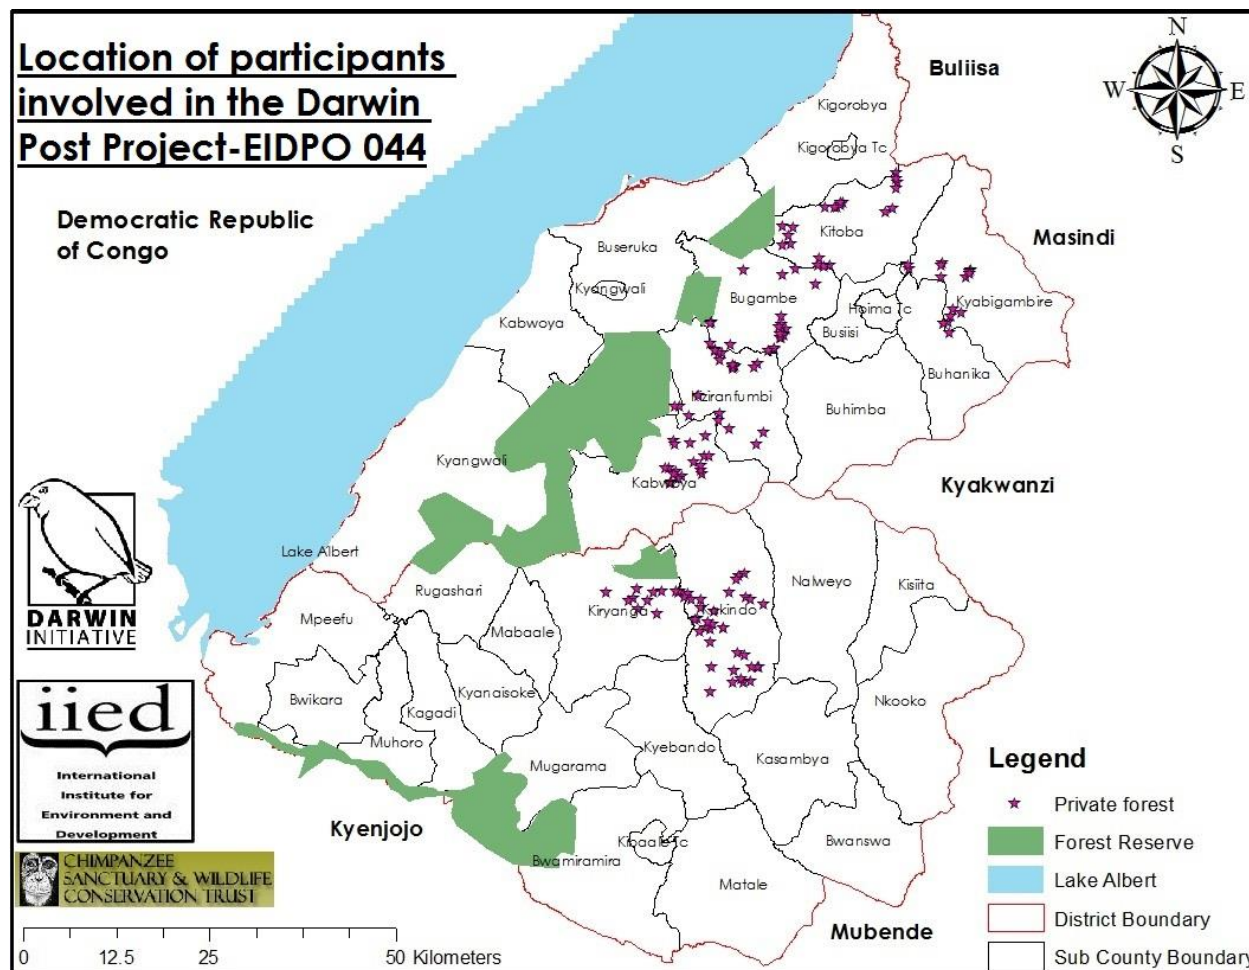 Location of participants
involved in the Darwin
Post Project-EIDPO 044
Democratic Republic
of Congo
Buliisa
N
W
E
S
Kigorobya
Kigorobya Tc
Kitoba
Masindi
Buseruka
Kyangwali
Bugambe
Hoima Tc
Kyabigambire
Kabwoya
Busiisi
Buhanika
Kiziranfumbi
Buhimba
Kyangwali
Kabwoya
Kyakwanzi
Lake Albert
Rugashari
Nalweyo
Kisiita
Mpeefu
Kiryanga
Kakindo
Mabaale
Bwikara
Kyanaisoke
Kagadi
Nkooko
Muhoro
Kyebando
Kasambya
Mugarama
Kyenjojo
Kibaale Tc
Bwanswa
Bwamiramira
Matale
Mubende
DARWIN
INITIATIVE
iied
International
Institute for
Environment and
Development
CHIMPANZEE
SANCTUARY & WILDLIFE
CONSERVATION TRUST
0 12.5 25 50 Kilometers
Legend
Private forest
Forest Reserve
Lake Albert
District Boundary
Sub County Boundary